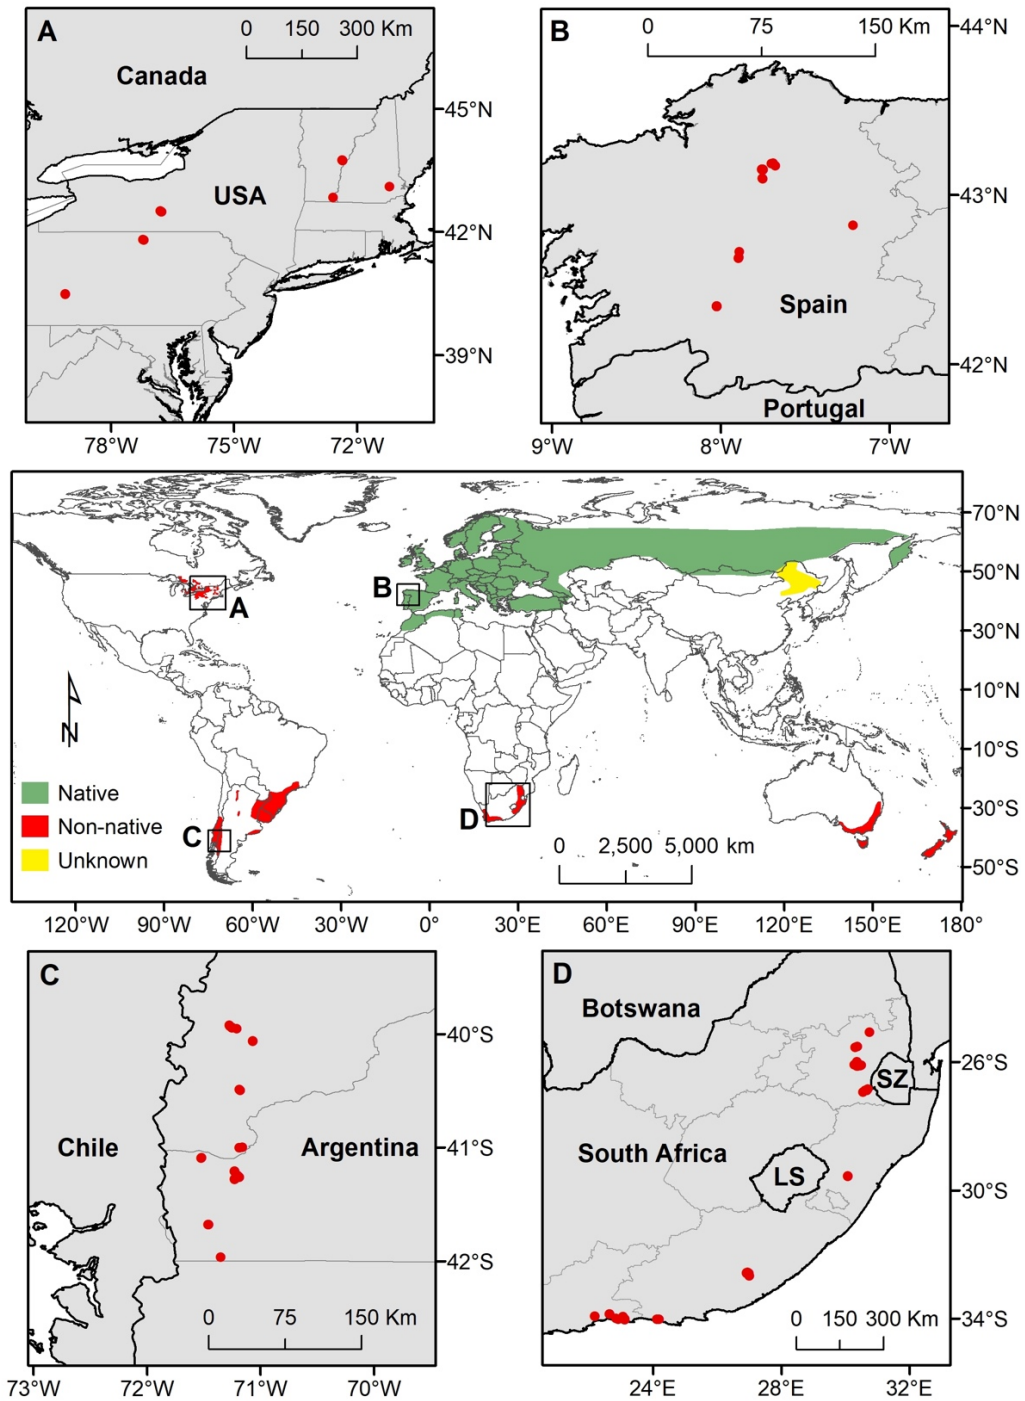 A
0 150 300 Km
Canada
USA
45°N
42°N
39°N
78°W 75°W 72°W
B
0 75 150 Km
Spain
Portugal
44°N
43°N
42°N
9°W 8°W 7°W
A
B
C
D
N
Native
Non-native
Unknown
0 2,500 5,000 km
70°N
50°N
30°N
10°N
10°S
30°S
50°S
120°W 90°W 60°W 30°W 0° 30°E 60°E 90°E 120°E 150°E 180°
C
Chile
Argentina
0 75 150 Km
40°S
41°S
42°S
73°W 72°W 71°W 70°W
D
Botswana
SZ
South Africa
LS
0 150 300 Km
26°S
30°S
34°S
24°E 28°E 32°E